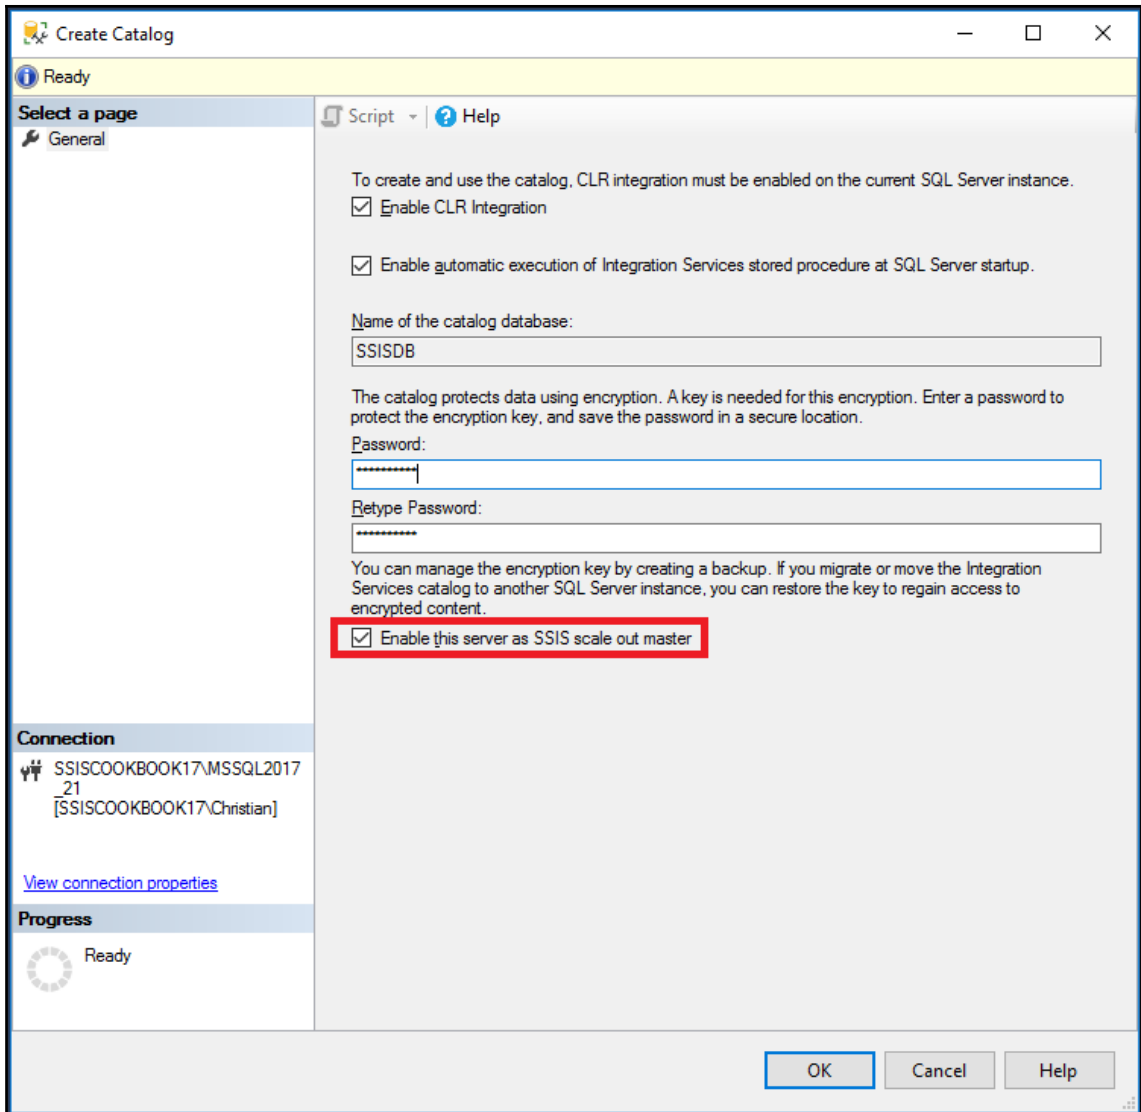 Create Catalog
Ready
Select a page
General
Script
Help
To create and use the catalog, CLR integration must be enabled on the current SQL Server instance.
Enable CLR Integration
Enable automatic execution of Integration Services stored procedure at SQL Server startup.
Name of the catalog database:
SSISDB
The catalog protects data using encryption. A key is needed for this encryption. Enter a password to
protect the encryption key, and save the password in a secure location.
Password:
**********
Retype Password:
**********
You can manage the encryption key by creating a backup. If you migrate or move the Integration
Services catalog to another SQL Server instance, you can restore the key to regain access to
encrypted content.
Enable this server as SSIS scale out master
Connection
SSISCOOKBOOK17\MSSQL2017
_21
[SSISCOOKBOOK17\Christian]
View connection properties
Progress
Ready
OK
Cancel
Help